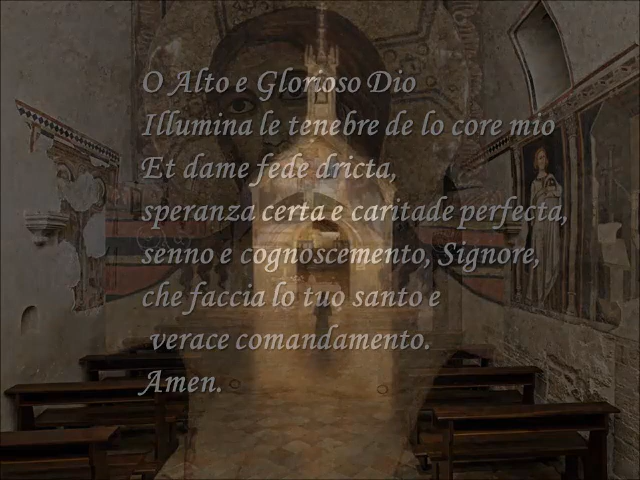 O Alto e Glorioso Dio
Illumina le tenebre de lo core mio
Et dame fede dricta,
speranza certa e caritade perfecta,
senno e cognoscemento, Signore,
che faccia lo tuo santo e
verace comandamento.
Amen.